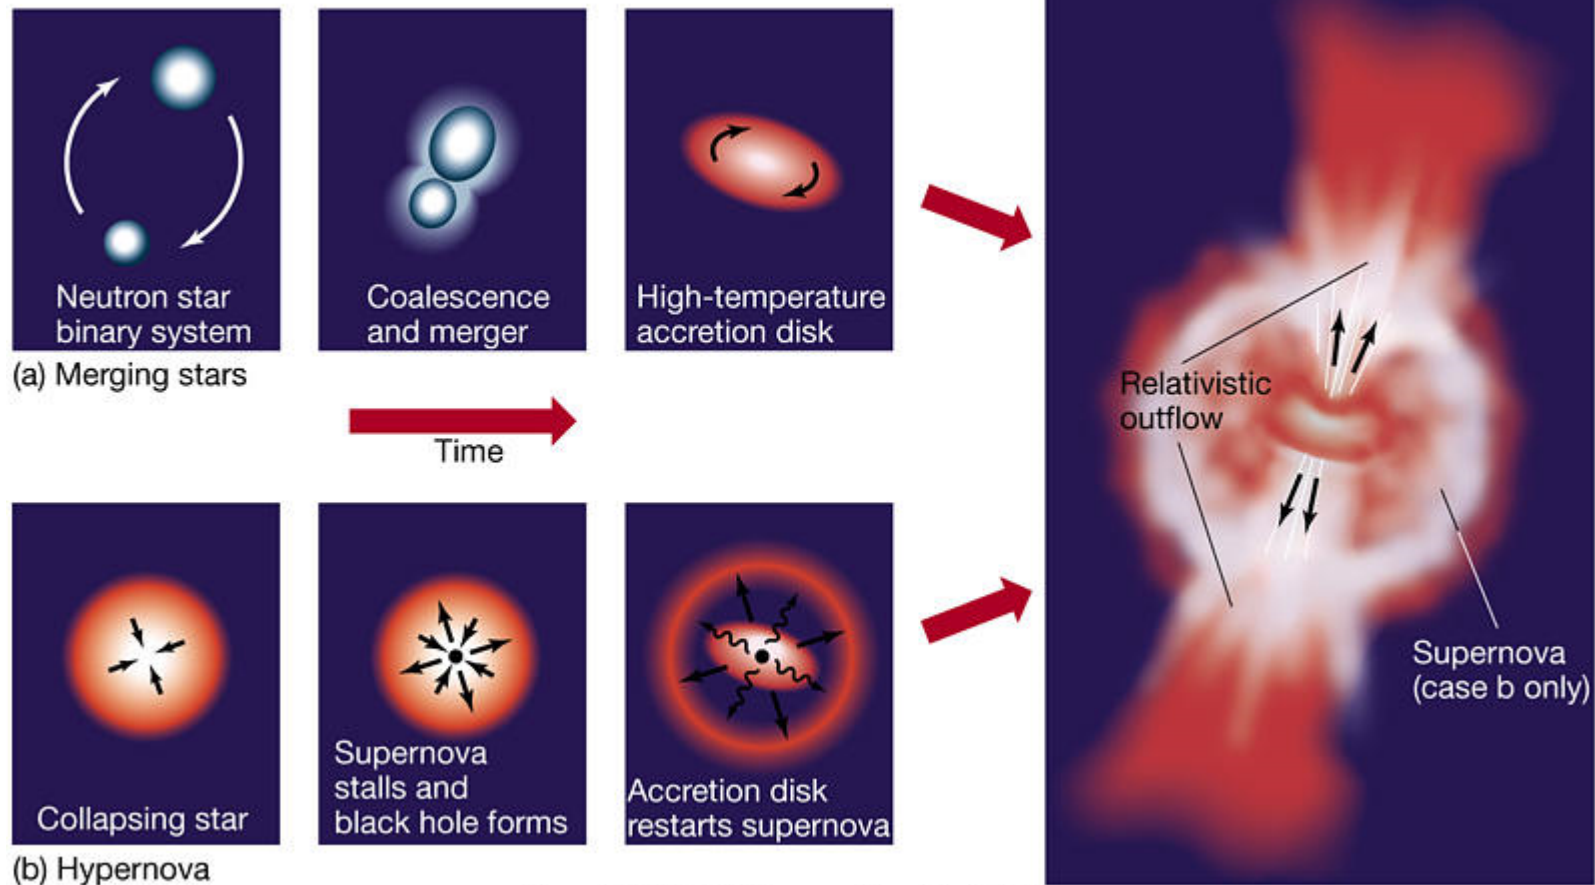 Neutron star
binary system
Coalescence
and merger
High-temperature
accretion disk
(a) Merging stars
Time
Relativistic
outflow
Supernova
(case b only)
Collapsing star
Supernova
stalls and
black hole forms
Accretion disk
restarts supernova
(b) Hypernova